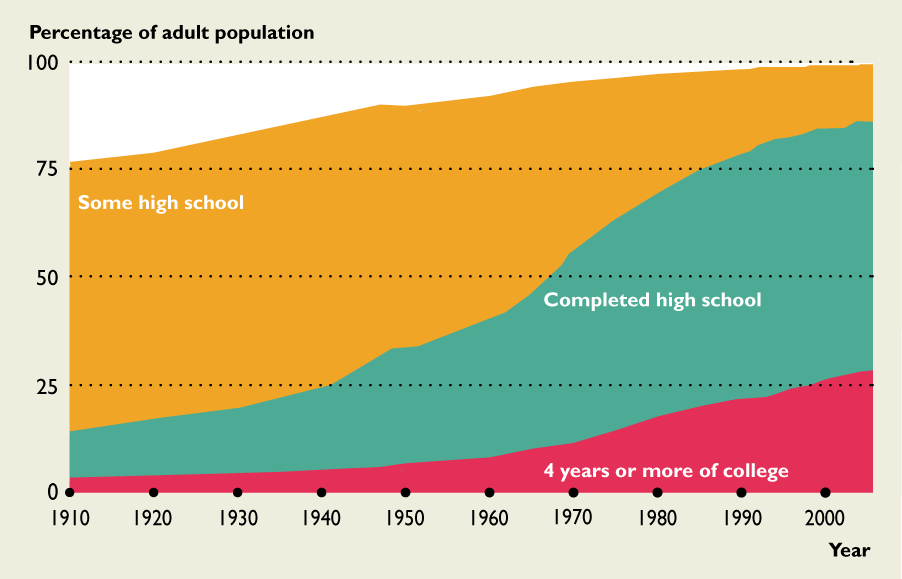 Percentage of adult population
100
75
Some high school
50
Completed high school
25
4 years or more of college
0
1910 1920 1930 1940 1950 1960 1970 1980 1990 2000
Year